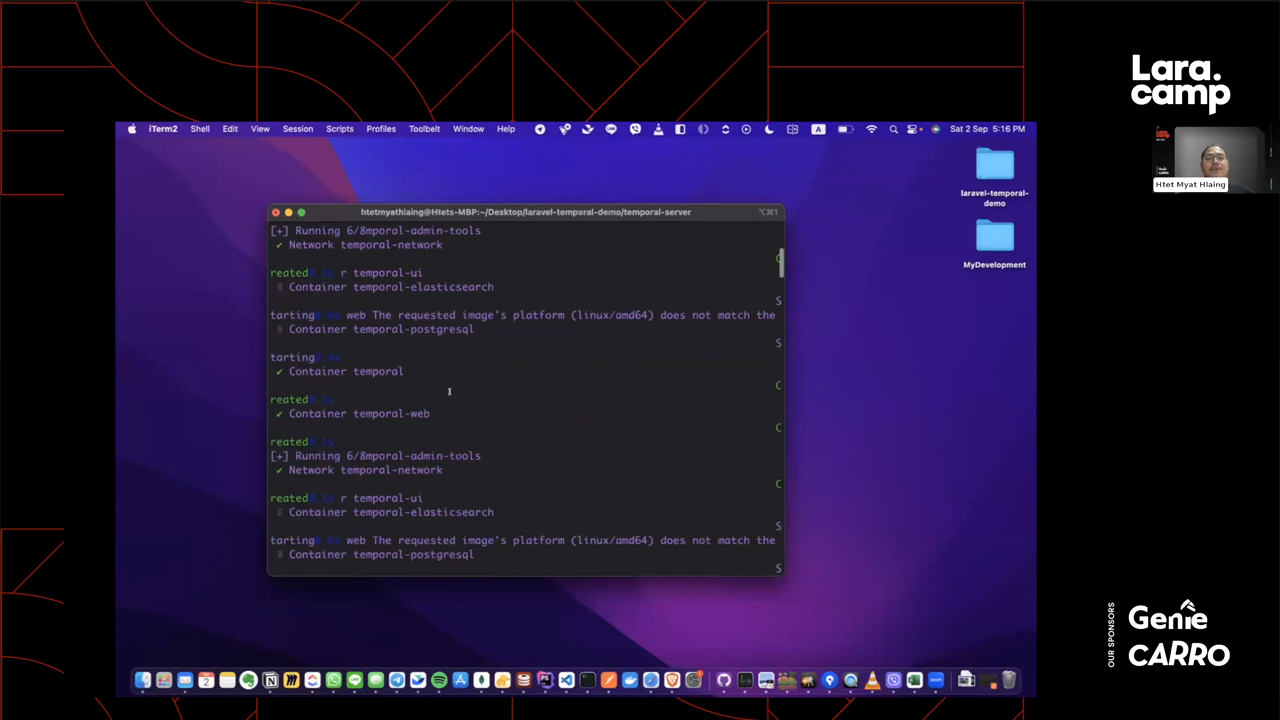 Lara.
camp
iTerm2 Shell Edit View Session Scripts Profiles Toolbelt Window Help A Sat 2 Sep 5:16 PM
Htet Myat Hlaing
laravel-temporal-
demo
MyDevelopment
htetmyathlaing@Htets-MBP:~/Desktop/laravel-temporal-demo/temporal-server ⌥⌘1
[+] Running 6/8mporal-admin-tools
✔ Network temporal-network
C
reated r temporal-ui
⠿ Container temporal-elasticsearch
S
tarting web The requested image's platform (linux/amd64) does not match the
⠿ Container temporal-postgresql
S
tarting
✔ Container temporal
C
reated
✔ Container temporal-web
C
reated
[+] Running 6/8mporal-admin-tools
✔ Network temporal-network
C
reated r temporal-ui
⠿ Container temporal-elasticsearch
S
tarting web The requested image's platform (linux/amd64) does not match the
⠿ Container temporal-postgresql
S
OUR SPONSORS
Genie
CARRO